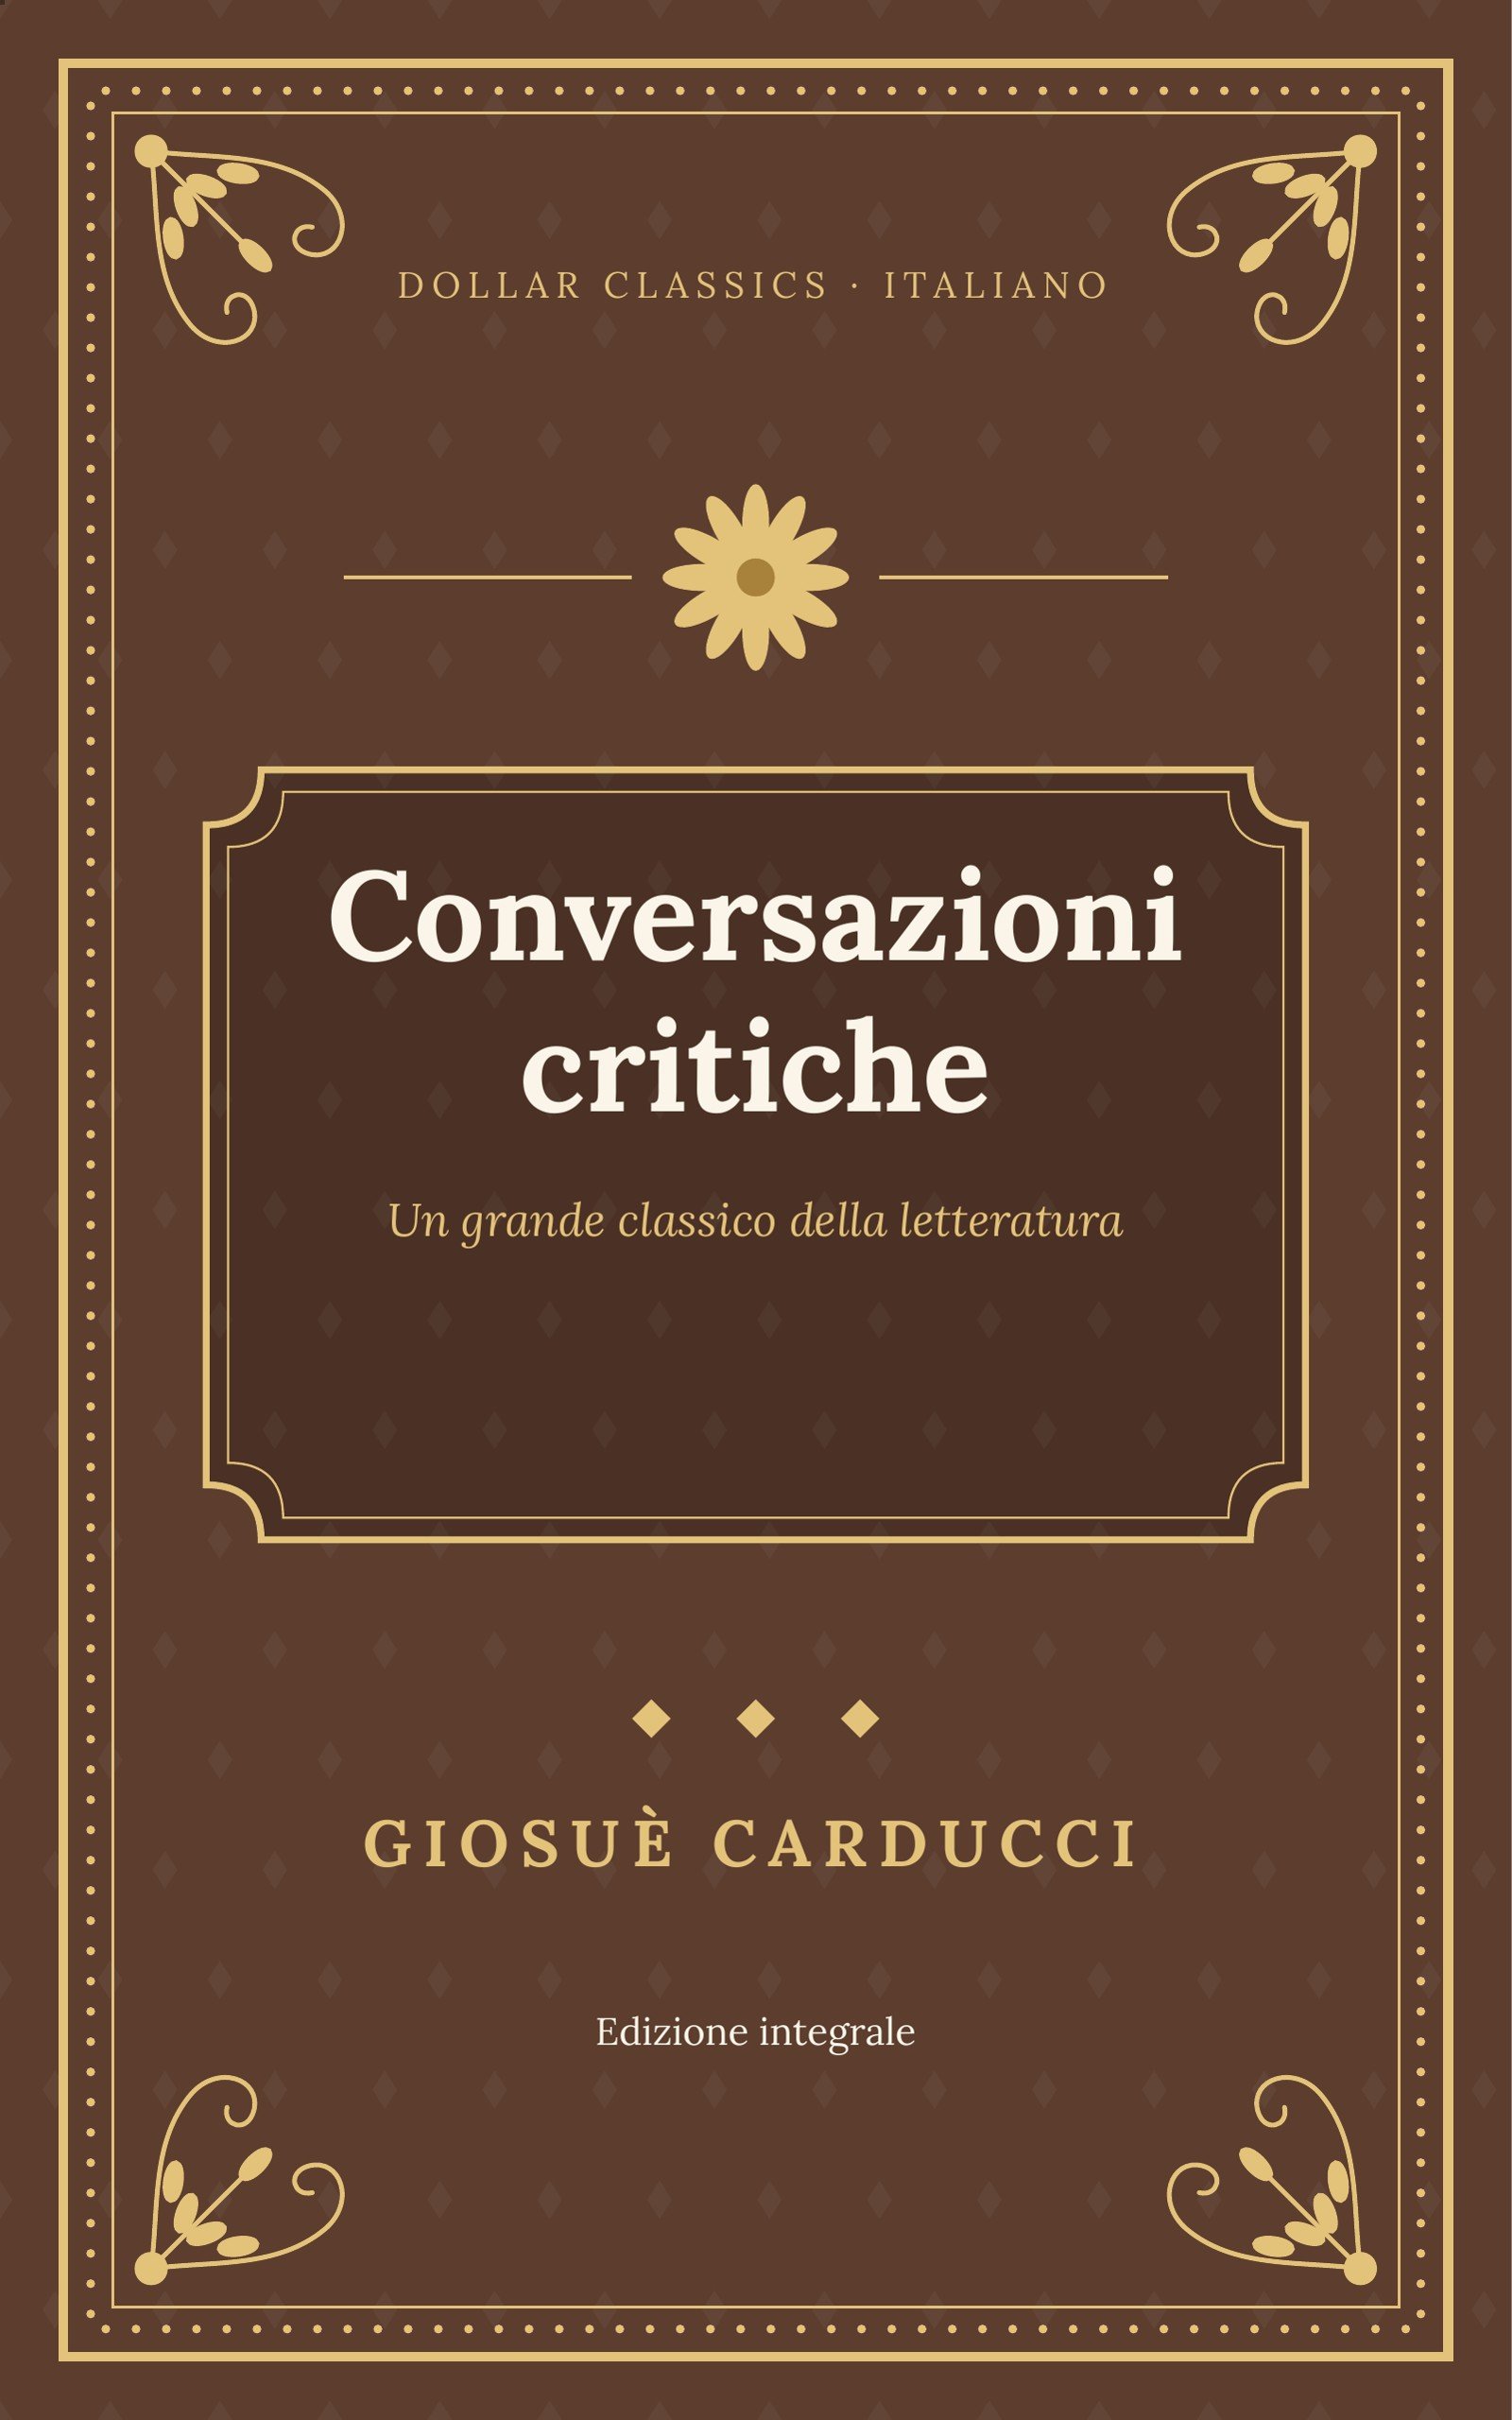 DOLLAR CLASSICS · ITALIANO
Conversazioni
critiche
Un grande classico della letteratura
GIOSUÈ CARDUCCI
Edizione integrale